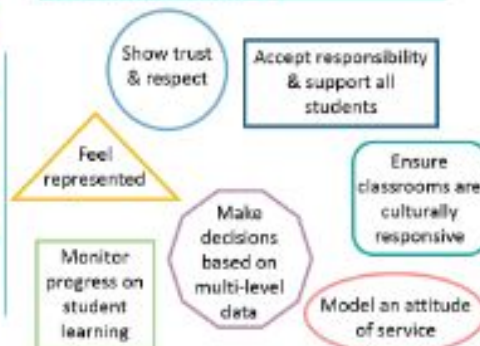 Show trust
& respect
Accept responsibility
& support all
students
Feel
represented
Ensure
classrooms are
culturally
responsive
Make
decisions
based on
multi-level
data
Monitor
progress on
student
learning
Model an attitude
of service